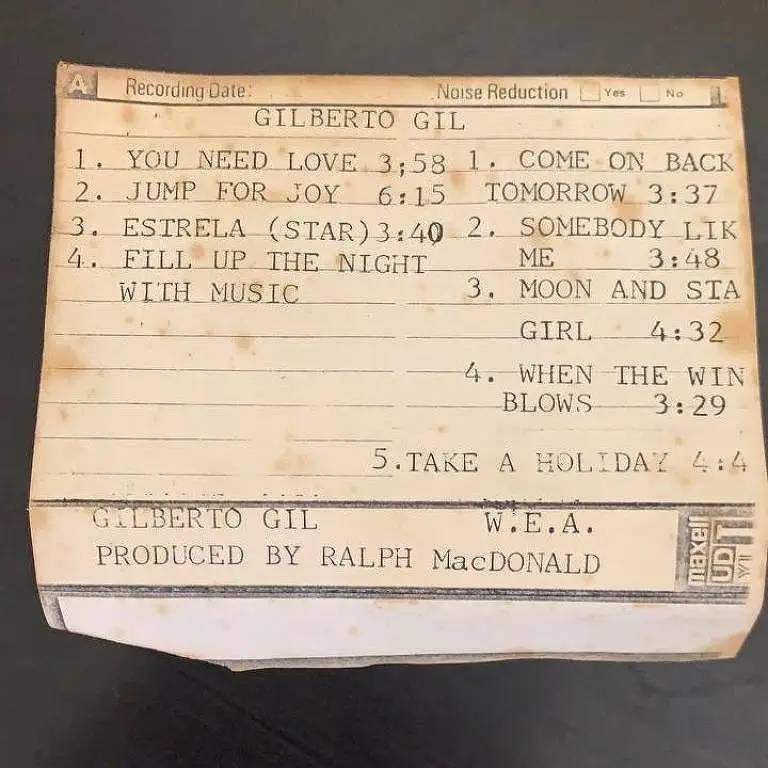 A Recording Date: Noise Reduction Yes No
GILBERTO GIL
1. YOU NEED LOVE 3;58
2. JUMP FOR JOY 6:15
3. ESTRELA (STAR) 3:40
4. FILL UP THE NIGHT
WITH MUSIC
1. COME ON BACK
TOMORROW 3:37
2. SOMEBODY LIK
ME 3:48
3. MOON AND STA
GIRL 4:32
4. WHEN THE WIN
BLOWS 3:29
5. TAKE A HOLIDAY 4:4
GILBERTO GIL W.E.A.
PRODUCED BY RALPH MacDONALD
maxell
UD